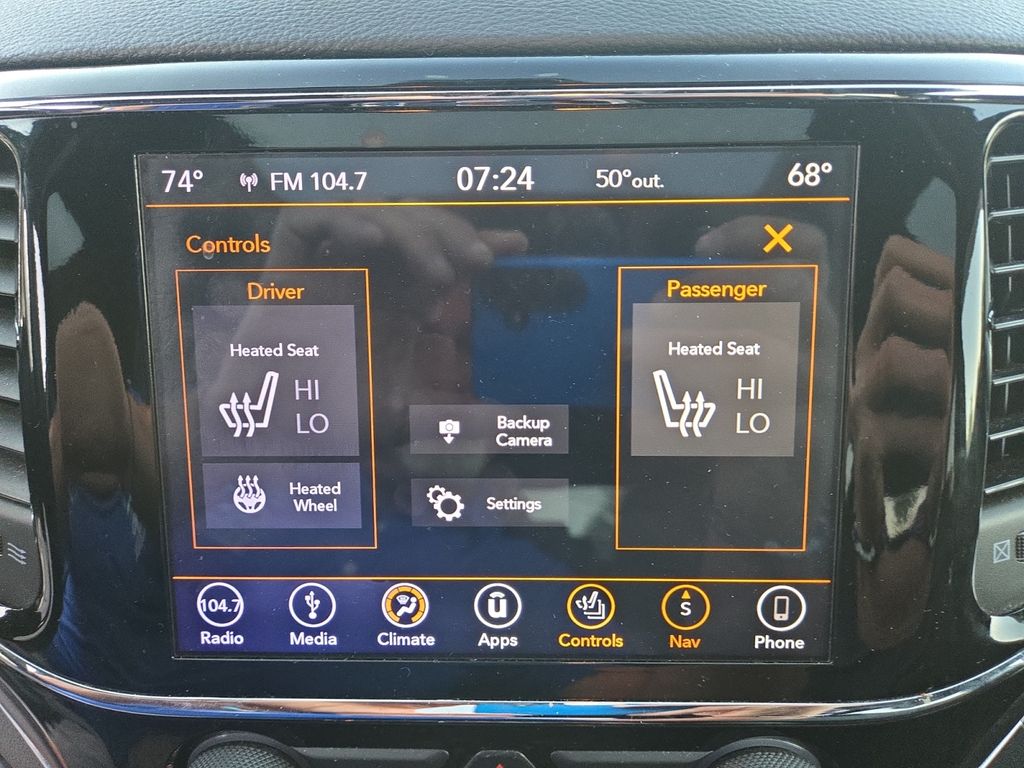 74° FM 104.7 07:24 50°out. 68°
Controls
Driver
Passenger
Heated Seat
HI
LO
Heated Seat
HI
LO
Backup
Camera
Heated
Wheel
Settings
104.7
S
Radio Media Climate Apps Controls Nav Phone